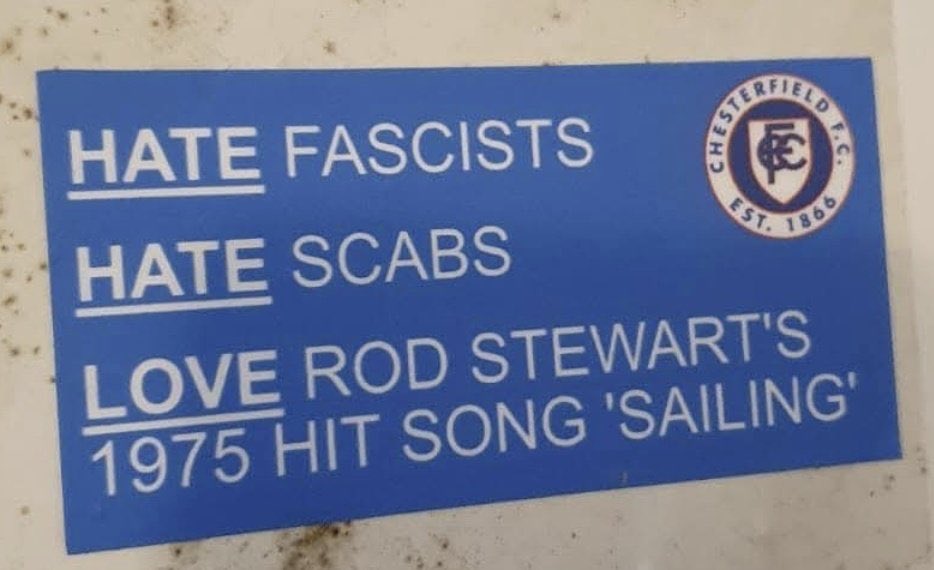 HATE FASCISTS
HATE SCABS
LOVE ROD STEWART'S
1975 HIT SONG 'SAILING'
CHESTERFIELD F.C.
EST. 1866
CFC